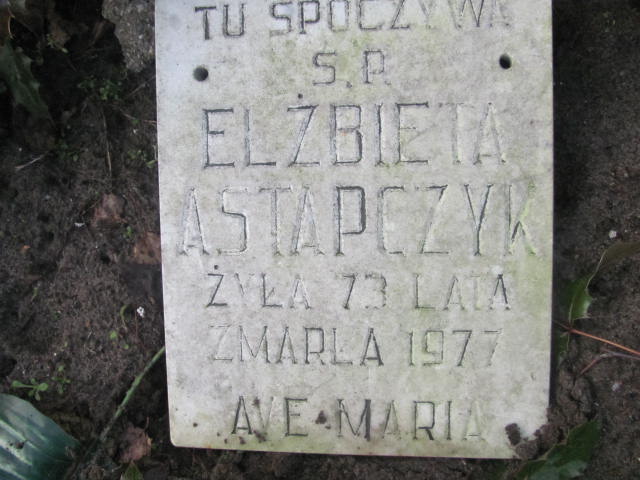 TU SPOCZYWA
Ś.P.
ELŻBIETA
ASTAPCZYK
ŻYŁA 73 LATA
ZMARŁA 1977
AVE MARIA